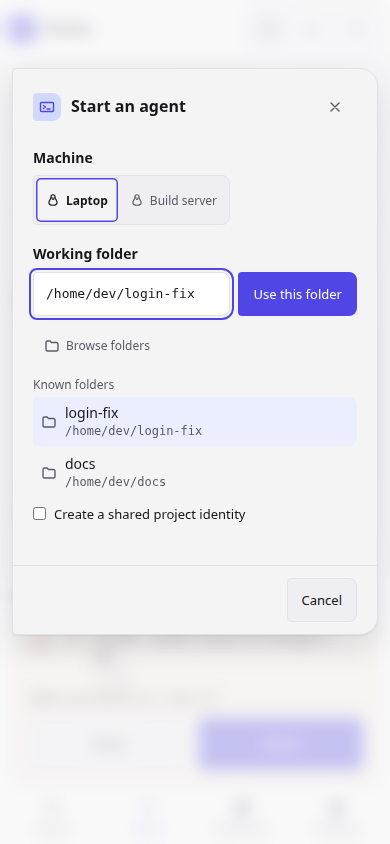 Start an agent
Machine
Laptop
Build server
Working folder
/home/dev/login-fix
Use this folder
Browse folders
Known folders
login-fix
/home/dev/login-fix
docs
/home/dev/docs
Create a shared project identity
Cancel